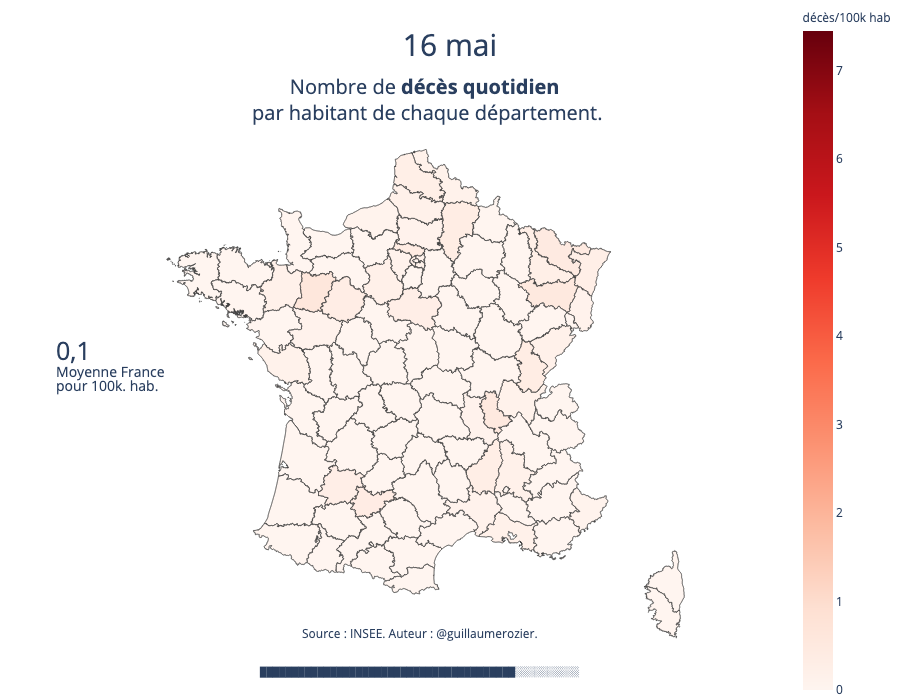 décès/100k hab
16 mai
Nombre de décès quotidien
par habitant de chaque département.
7
6
5
4
3
2
1
0
0,1
Moyenne France
pour 100k. hab.
Source : INSEE. Auteur : @guillaumerozier.